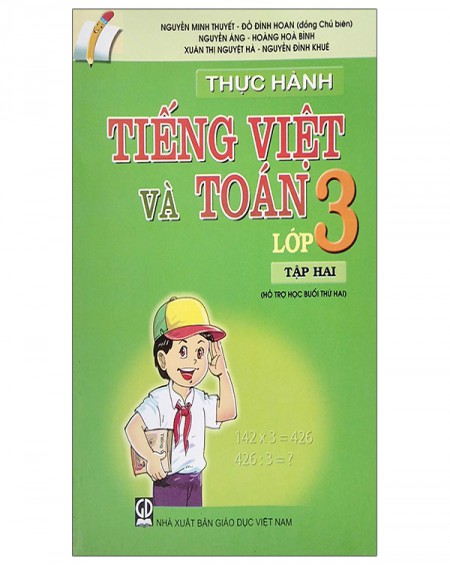 NGUYỄN MINH THUYẾT - ĐỖ ĐÌNH HOAN (đồng Chủ biên)
NGUYỄN ÁNG - HOÀNG HOÀ BÌNH
XUÂN THỊ NGUYỆT HÀ - NGUYỄN ĐÌNH KHUÊ
THỰC HÀNH
TIẾNG VIỆT
VÀ TOÁN 3
LỚP
TẬP HAI
(HỖ TRỢ HỌC BUỔI THỨ HAI)
142 x 3 = 426
426 : 3 = ?
NHÀ XUẤT BẢN GIÁO DỤC VIỆT NAM